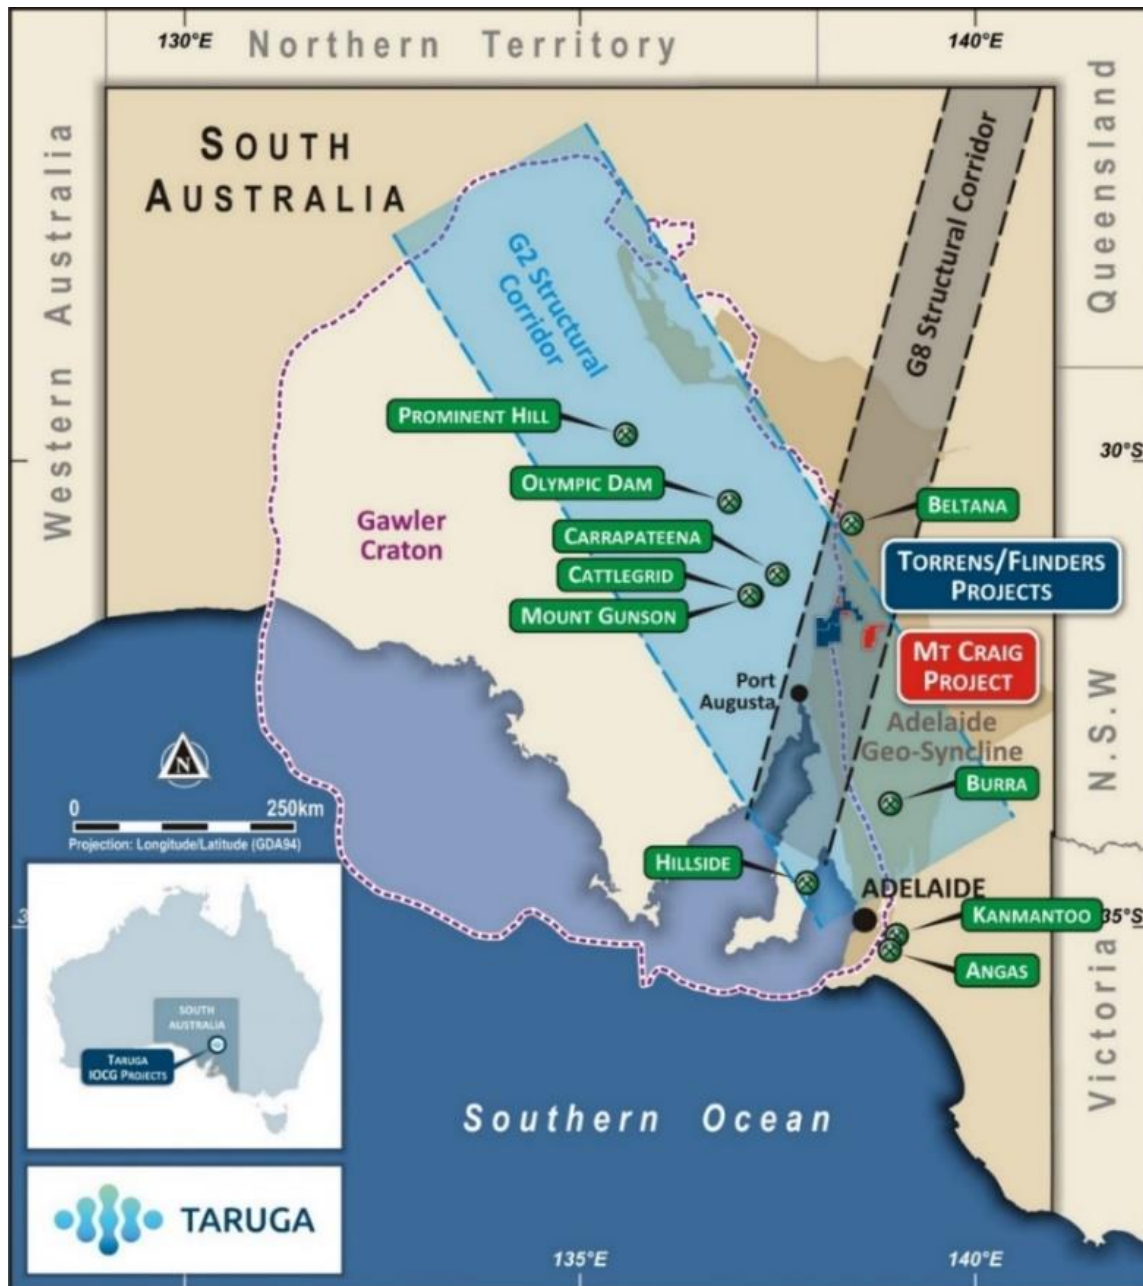 130°E
140°E
Northern Territory
Western Australia
Queensland
SOUTH
AUSTRALIA
G8 Structural Corridor
G2 Structural
Corridor
PROMINENT HILL
30°S
OLYMPIC DAM
BELTANA
Gawler
Craton
CARRAPATEENA
CATTLEGRID
MOUNT GUNSON
TORRENS/FLINDERS
PROJECTS
MT CRAIG
PROJECT
Port
Augusta
Adelaide
Geo-Syncline
N.S.W
N
BURRA
0 250km
Projection: Longitude/Latitude (GDA94)
HILLSIDE
ADELAIDE
KANMANTOO
35°S
ANGAS
Victoria
SOUTH
AUSTRALIA
TARUGA
IOCG PROJECTS
Southern Ocean
TARUGA
135°E
140°E